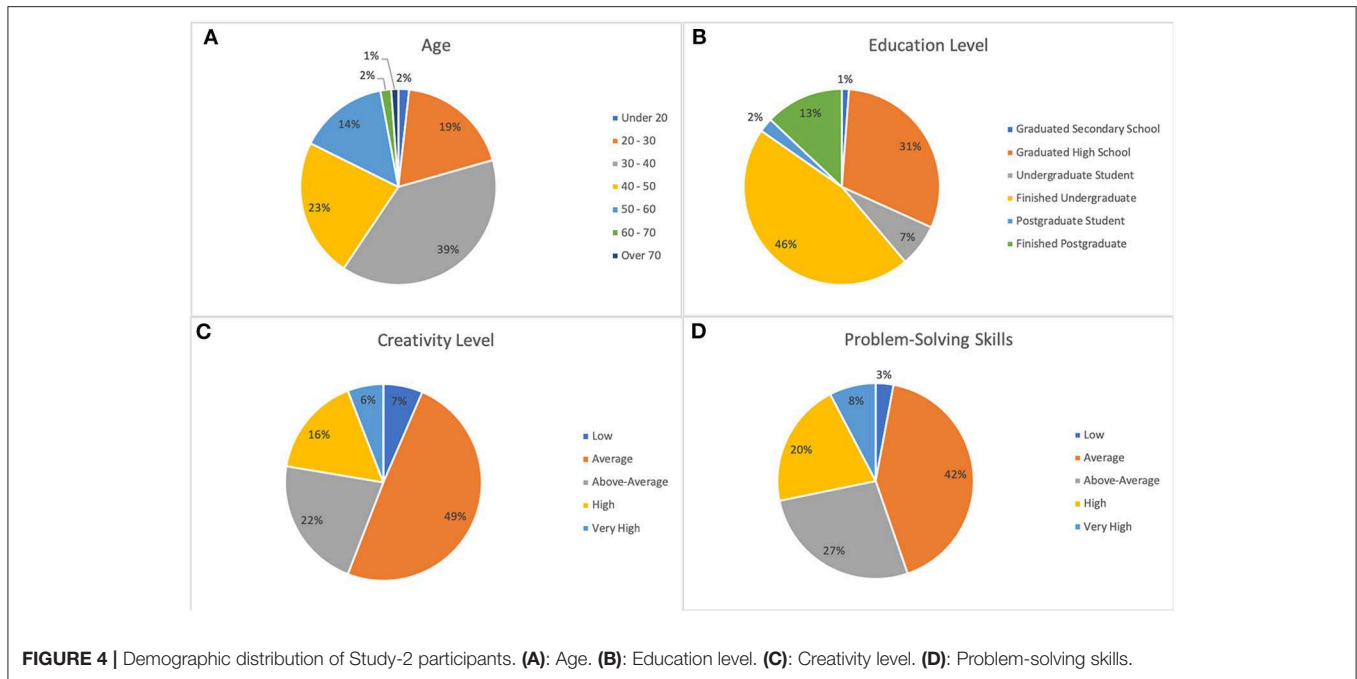 A
Age
1%
2%
2%
19%
14%
23%
39%
Under 20
20 - 30
30 - 40
40 - 50
50 - 60
60 - 70
Over 70
B
Education Level
1%
13%
2%
31%
7%
46%
Graduated Secondary School
Graduated High School
Undergraduate Student
Finished Undergraduate
Postgraduate Student
Finished Postgraduate
C
Creativity Level
6%
7%
16%
22%
49%
Low
Average
Above-Average
High
Very High
D
Problem-Solving Skills
3%
8%
20%
42%
27%
Low
Average
Above-Average
High
Very High
FIGURE 4 | Demographic distribution of Study-2 participants. (A): Age. (B): Education level. (C): Creativity level. (D): Problem-solving skills.